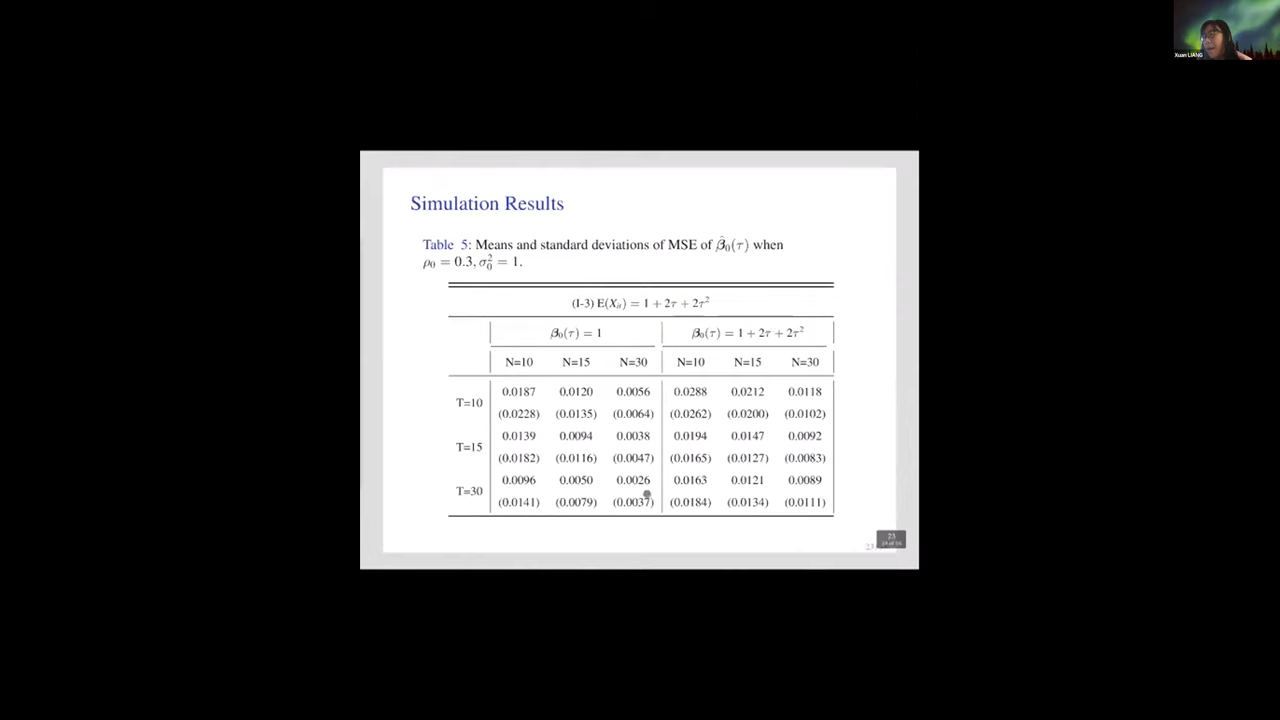 Xuan LIANG
Simulation Results
Table 5: Means and standard deviations of MSE of β̂₀(τ) when
ρ₀ = 0.3, σ₀² = 1.
(I-3) E(Xᵢₜ) = 1 + 2τ + 2τ²
β₀(τ) = 1 β₀(τ) = 1 + 2τ + 2τ²
N=10 N=15 N=30 N=10 N=15 N=30
T=10 0.0187 0.0120 0.0056 0.0288 0.0212 0.0118
(0.0228) (0.0135) (0.0064) (0.0262) (0.0200) (0.0102)
T=15 0.0139 0.0094 0.0038 0.0194 0.0147 0.0092
(0.0182) (0.0116) (0.0047) (0.0165) (0.0127) (0.0083)
T=30 0.0096 0.0050 0.0026 0.0163 0.0121 0.0089
(0.0141) (0.0079) (0.0037) (0.0184) (0.0134) (0.0111)
23
23